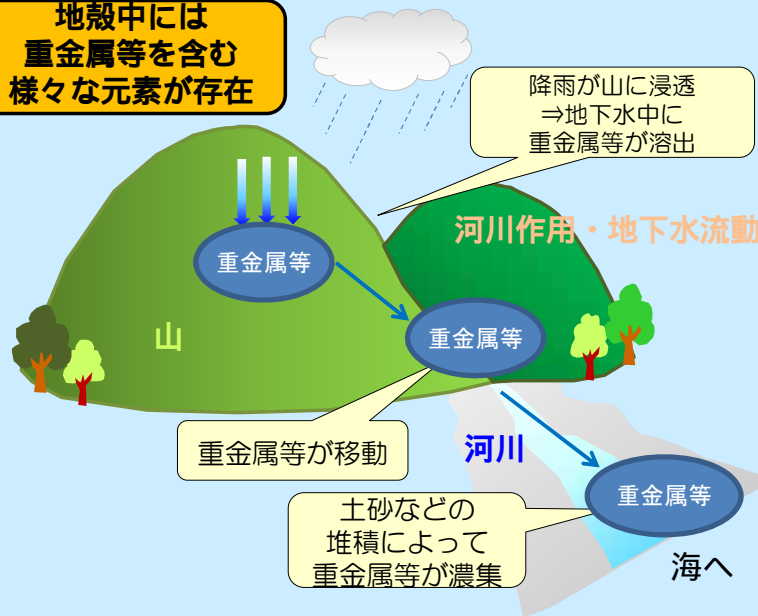 地殻中には
重金属等を含む
様々な元素が存在
降雨が山に浸透
⇒地下水中に
重金属等が溶出
河川作用・地下水流動
重金属等
山
重金属等
重金属等が移動
河川
重金属等
土砂などの
堆積によって
重金属等が濃集
海へ